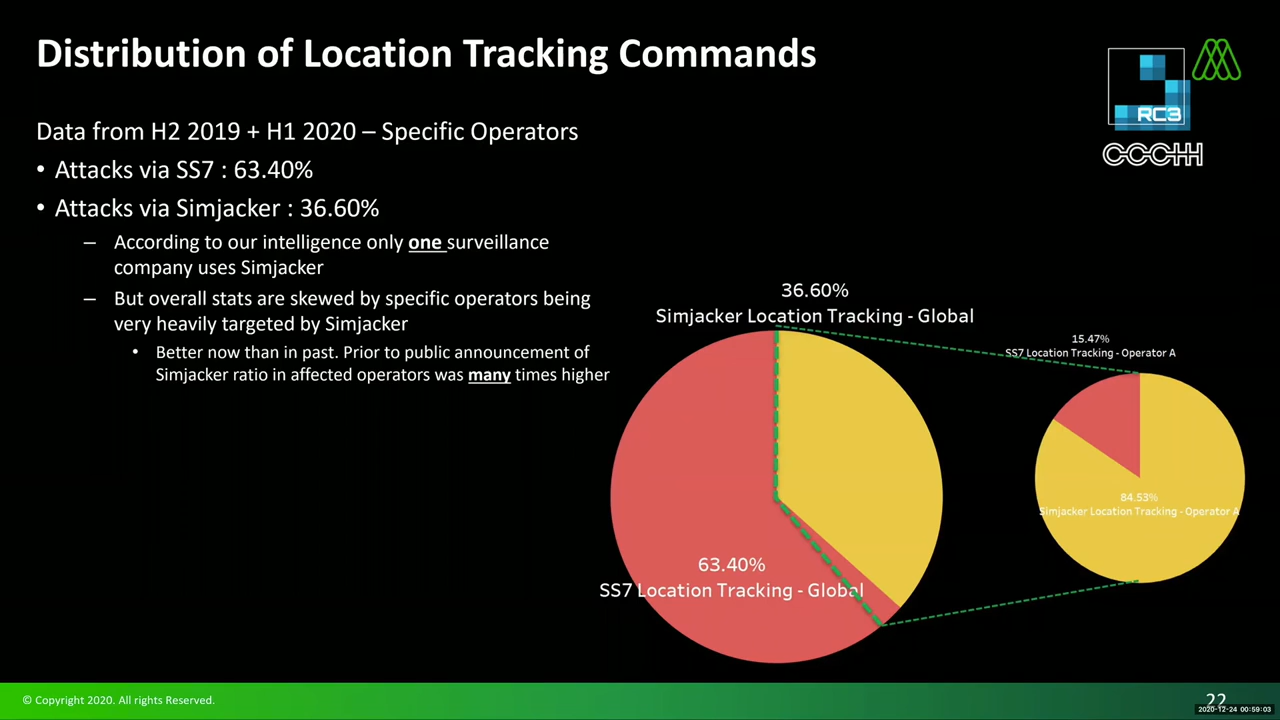 Distribution of Location Tracking Commands
RC3
CCCHH
Data from H2 2019 + H1 2020 – Specific Operators
• Attacks via SS7 : 63.40%
• Attacks via Simjacker : 36.60%
– According to our intelligence only one surveillance
company uses Simjacker
– But overall stats are skewed by specific operators being
very heavily targeted by Simjacker
• Better now than in past. Prior to public announcement of
Simjacker ratio in affected operators was many times higher
36.60%
Simjacker Location Tracking - Global
63.40%
SS7 Location Tracking - Global
15.47%
SS7 Location Tracking - Operator A
84.53%
Simjacker Location Tracking - Operator A
© Copyright 2020. All rights Reserved.
22
2020-12-24 00:59:03